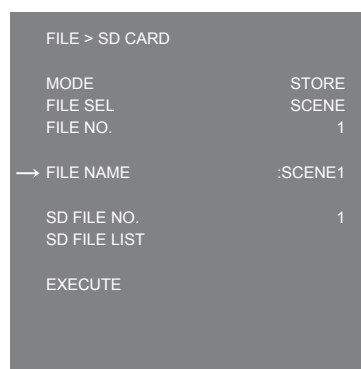 FILE > SD CARD
MODE STORE
FILE SEL SCENE
FILE NO. 1
→ FILE NAME :SCENE1
SD FILE NO. 1
SD FILE LIST
EXECUTE